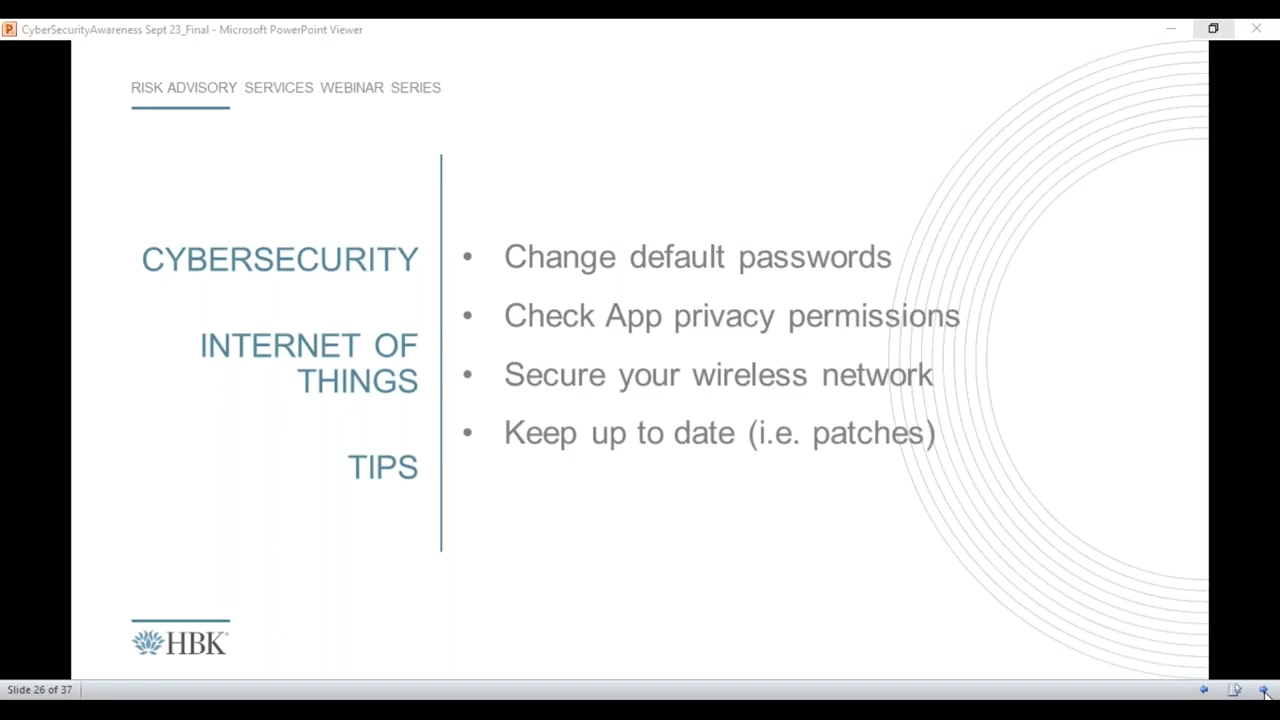 CyberSecurityAwareness Sept 23_Final - Microsoft PowerPoint Viewer
RISK ADVISORY SERVICES WEBINAR SERIES
CYBERSECURITY
INTERNET OF
THINGS
TIPS
• Change default passwords
• Check App privacy permissions
• Secure your wireless network
• Keep up to date (i.e. patches)
HBK
Slide 26 of 37